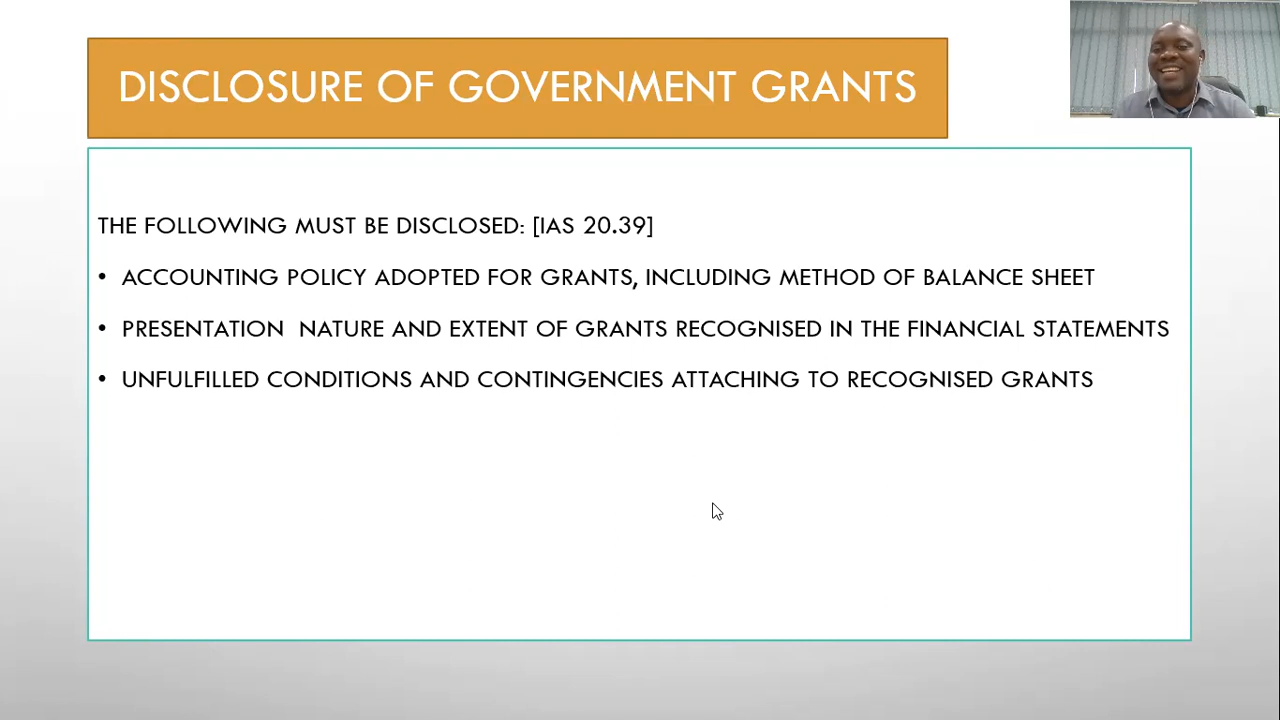 DISCLOSURE OF GOVERNMENT GRANTS
THE FOLLOWING MUST BE DISCLOSED: [IAS 20.39]
• ACCOUNTING POLICY ADOPTED FOR GRANTS, INCLUDING METHOD OF BALANCE SHEET
• PRESENTATION  NATURE AND EXTENT OF GRANTS RECOGNISED IN THE FINANCIAL STATEMENTS
• UNFULFILLED CONDITIONS AND CONTINGENCIES ATTACHING TO RECOGNISED GRANTS